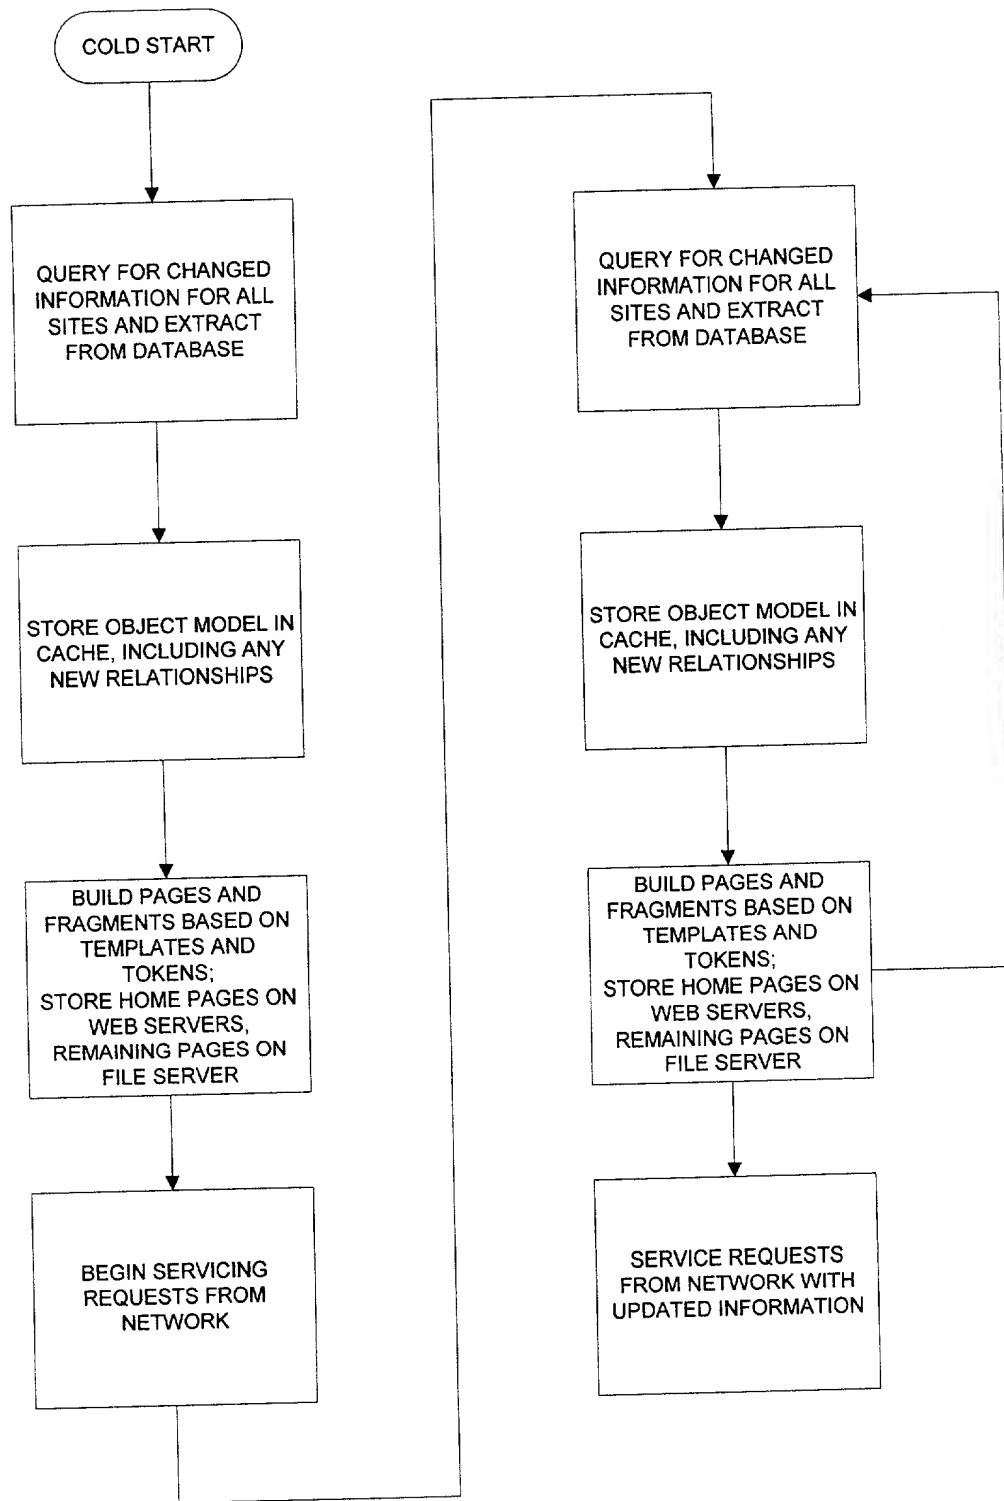 COLD START
QUERY FOR CHANGED
INFORMATION FOR ALL
SITES AND EXTRACT
FROM DATABASE
STORE OBJECT MODEL IN
CACHE, INCLUDING ANY
NEW RELATIONSHIPS
BUILD PAGES AND
FRAGMENTS BASED ON
TEMPLATES AND
TOKENS;
STORE HOME PAGES ON
WEB SERVERS,
REMAINING PAGES ON
FILE SERVER
BEGIN SERVICING
REQUESTS FROM
NETWORK
QUERY FOR CHANGED
INFORMATION FOR ALL
SITES AND EXTRACT
FROM DATABASE
STORE OBJECT MODEL IN
CACHE, INCLUDING ANY
NEW RELATIONSHIPS
BUILD PAGES AND
FRAGMENTS BASED ON
TEMPLATES AND
TOKENS;
STORE HOME PAGES ON
WEB SERVERS,
REMAINING PAGES ON
FILE SERVER
SERVICE REQUESTS
FROM NETWORK WITH
UPDATED INFORMATION